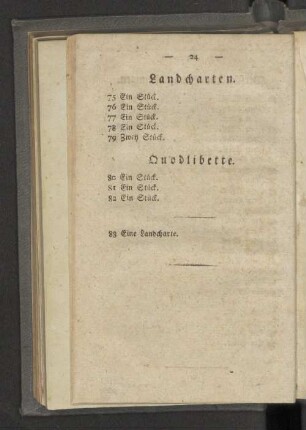 — 24 —
Landcharten.
75 Ein Stück.
76 Ein Stück.
77 Ein Stück.
78 Ein Stück.
79 Zwey Stück.
Quodlibette.
80 Ein Stück.
81 Ein Stück.
82 Ein Stück.
83 Eine Landcharte.